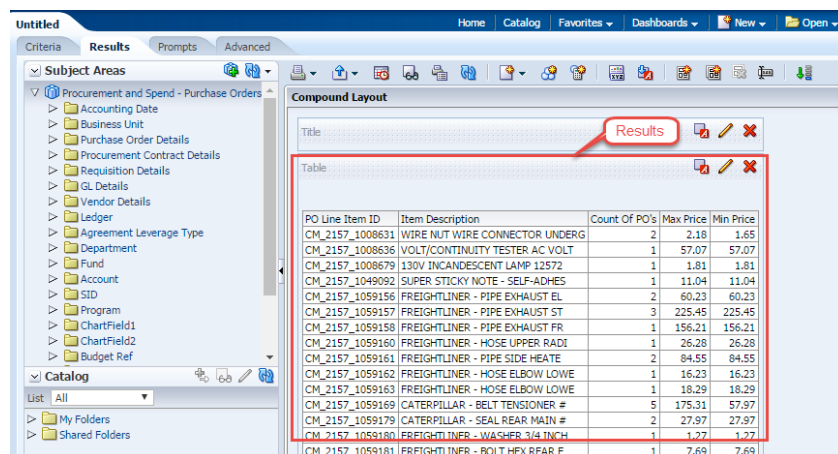 Untitled
Home Catalog Favorites Dashboards New Open
Criteria Results Prompts Advanced
Subject Areas
Procurement and Spend - Purchase Orders
Accounting Date
Business Unit
Purchase Order Details
Procurement Contract Details
Requisition Details
GL Details
Vendor Details
Ledger
Agreement Leverage Type
Department
Fund
Account
SID
Program
ChartField1
ChartField2
Budget Ref
Catalog
List All
My Folders
Shared Folders
Compound Layout
Title
Results
Table
PO Line Item ID Item Description Count Of PO's Max Price Min Price
CM_2157_1008631 WIRE NUT WIRE CONNECTOR UNDERG 2 2.18 1.65
CM_2157_1008636 VOLT/CONTINUITY TESTER AC VOLT 1 57.07 57.07
CM_2157_1008679 130V INCANDESCENT LAMP 12572 1 1.81 1.81
CM_2157_1049092 SUPER STICKY NOTE - SELF-ADHES 1 11.04 11.04
CM_2157_1059156 FREIGHTLINER - PIPE EXHAUST EL 2 60.23 60.23
CM_2157_1059157 FREIGHTLINER - PIPE EXHAUST ST 3 225.45 225.45
CM_2157_1059158 FREIGHTLINER - PIPE EXHAUST FR 1 156.21 156.21
CM_2157_1059160 FREIGHTLINER - HOSE UPPER RADI 1 26.28 26.28
CM_2157_1059161 FREIGHTLINER - PIPE SIDE HEATE 2 84.55 84.55
CM_2157_1059162 FREIGHTLINER - HOSE ELBOW LOWE 1 16.23 16.23
CM_2157_1059163 FREIGHTLINER - HOSE ELBOW LOWE 1 18.29 18.29
CM_2157_1059169 CATERPILLAR - BELT TENSIONER # 5 175.31 57.97
CM_2157_1059179 CATERPILLAR - SEAL REAR MAIN # 2 27.97 27.97
CM_2157_1059180 FREIGHTLINER - WASHER 3/4 INCH 1 1.27 1.27
CM_2157_1059181 FREIGHTLINER - BOLT HEX REAR F 1 7.69 7.69